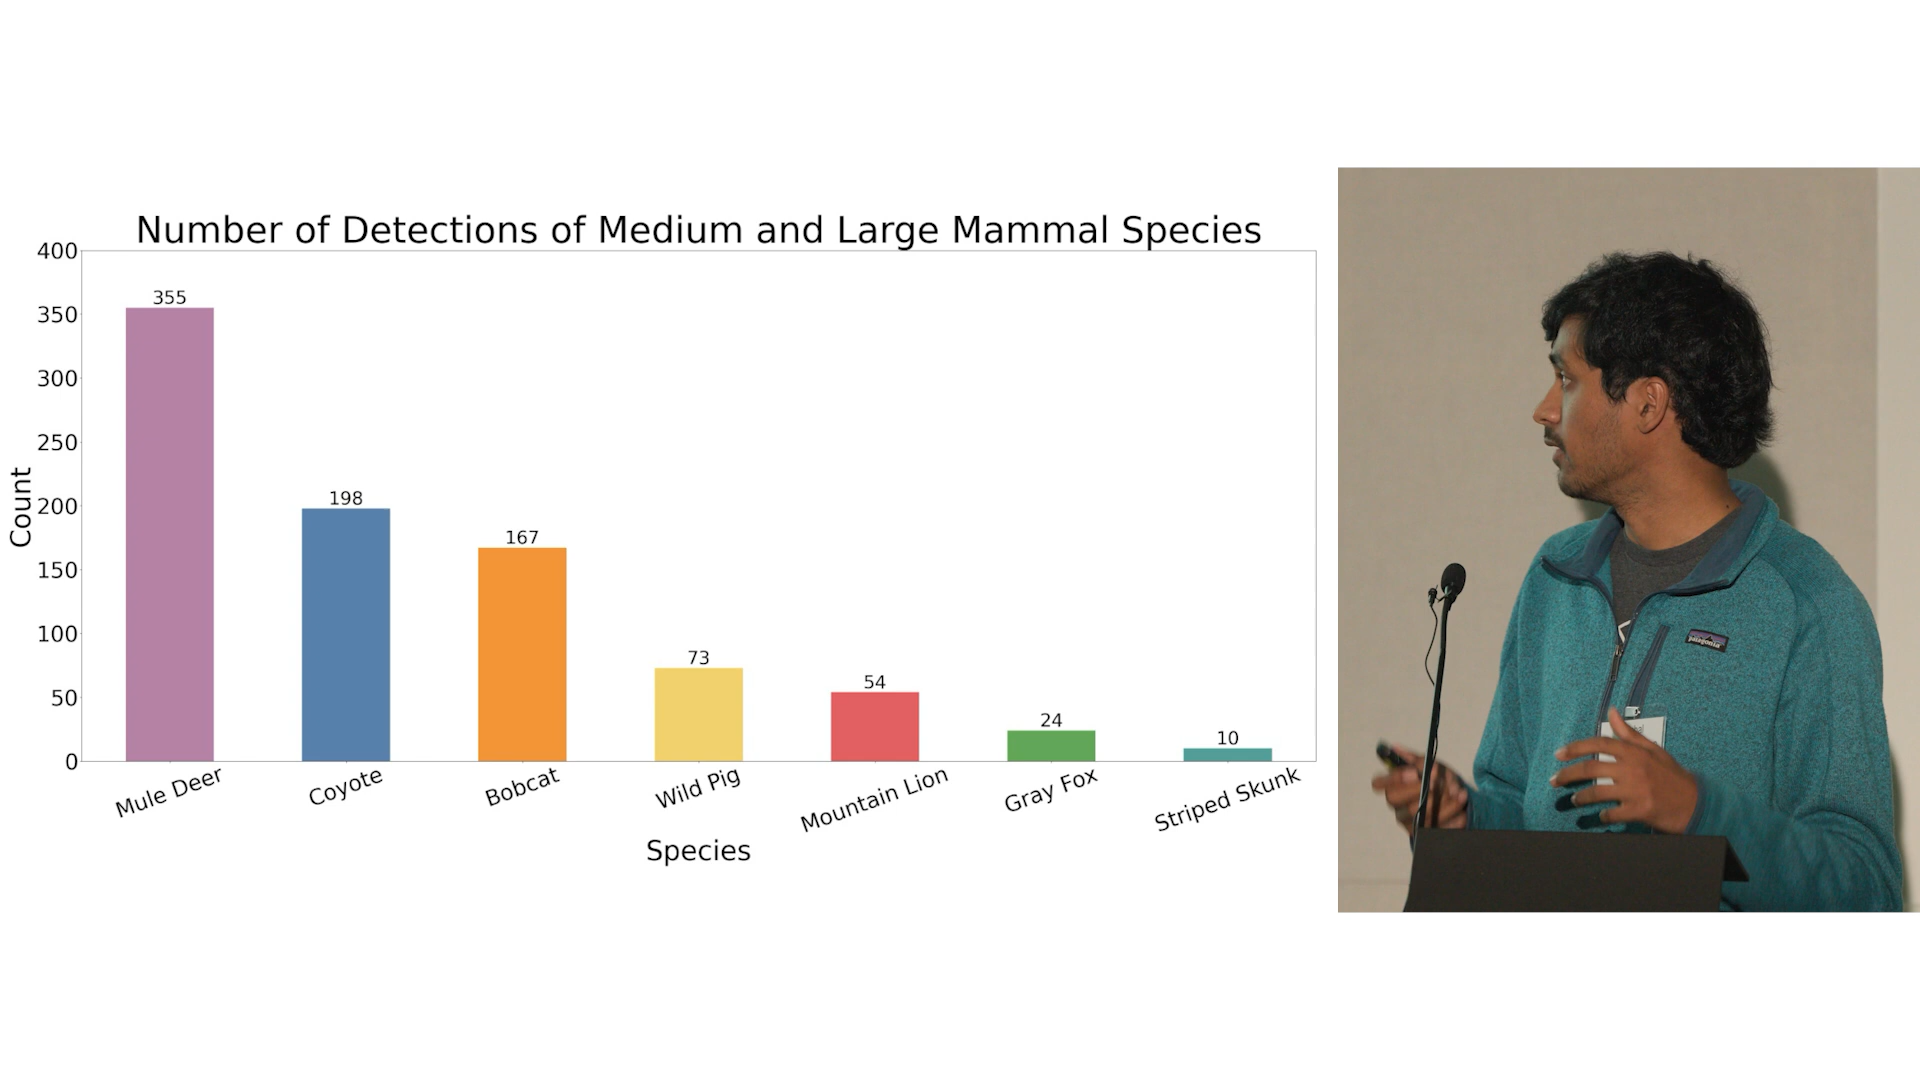 Number of Detections of Medium and Large Mammal Species
400
350
300
250
200
150
100
50
0
Count
355
198
167
73
54
24
10
Mule Deer
Coyote
Bobcat
Wild Pig
Mountain Lion
Gray Fox
Striped Skunk
Species
patagonia